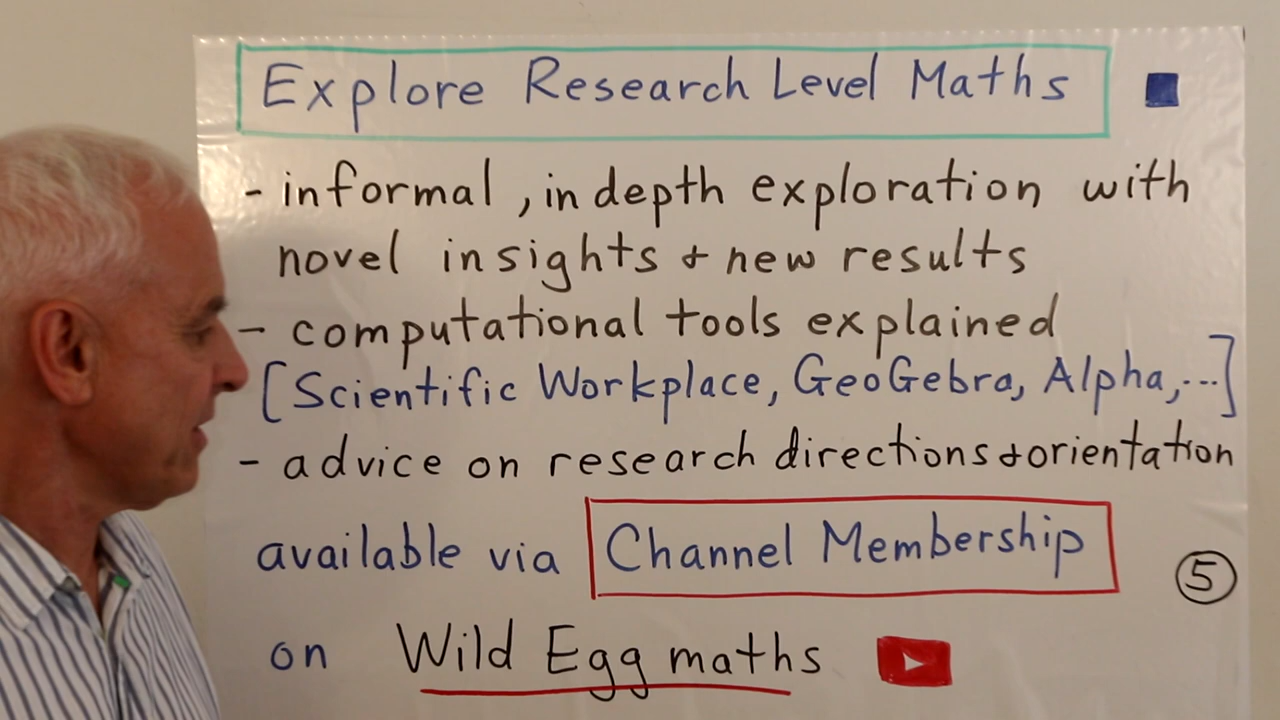 Explore Research Level Maths
- informal, in depth exploration with
novel insights & new results
- computational tools explained
[Scientific Workplace, GeoGebra, Alpha,...]
- advice on research directions & orientation
available via Channel Membership
5
on Wild Egg maths